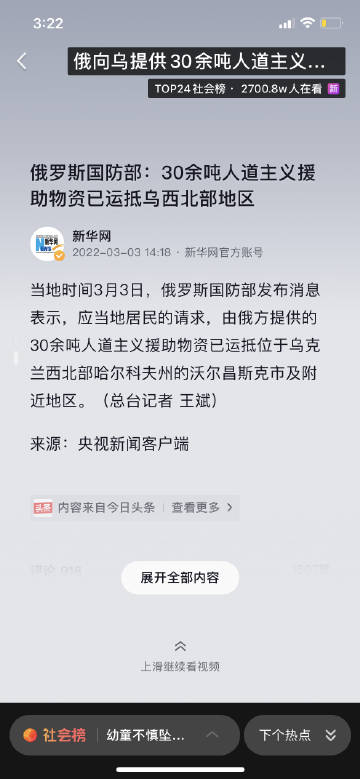 3:22
俄向乌提供30余吨人道主义...
TOP24社会榜· 2700.8w人在看 新
俄罗斯国防部：30余吨人道主义援
助物资已运抵乌西北部地区
新华网
2022-03-03 14:18 · 新华网官方账号
当地时间3月3日，俄罗斯国防部发布消息
表示，应当地居民的请求，由俄方提供的
30余吨人道主义援助物资已运抵位于乌克
兰西北部哈尔科夫州的沃尔昌斯克市及附
近地区。（总台记者 王斌）
来源：央视新闻客户端
头条 内容来自今日头条 | 查看更多 >
评论 918
展开全部内容
上滑继续看视频
社会榜 | 幼童不慎坠... 下个热点